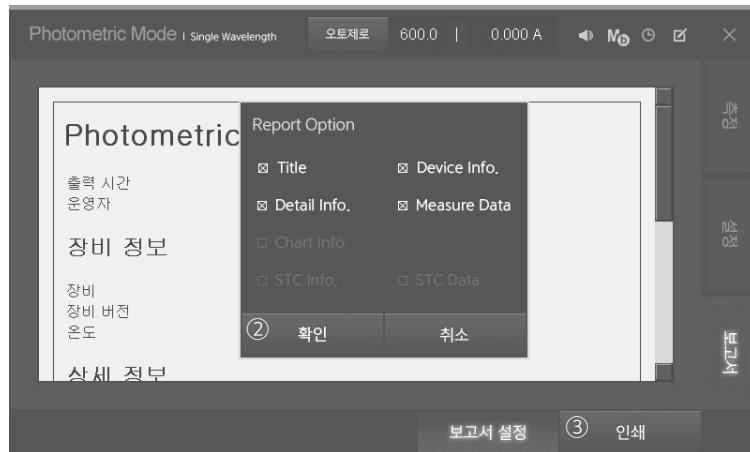 Photometric Mode | Single Wavelength 오토제로 600.0 | 0.000 A
측정
설정
보고서
Photometric
출력 시간
운영자
장비 정보
장비
장비 버전
온도
상세 정보
Report Option
Title Device Info.
Detail Info. Measure Data
Chart Info.
STC Info. STC Data
② 확인 취소
보고서 설정 ③ 인쇄